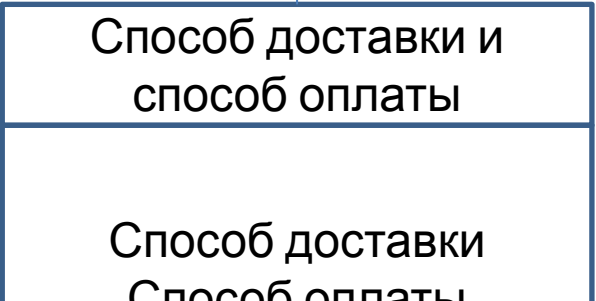 Способ доставки и
способ оплаты
Способ доставки
Способ оплаты